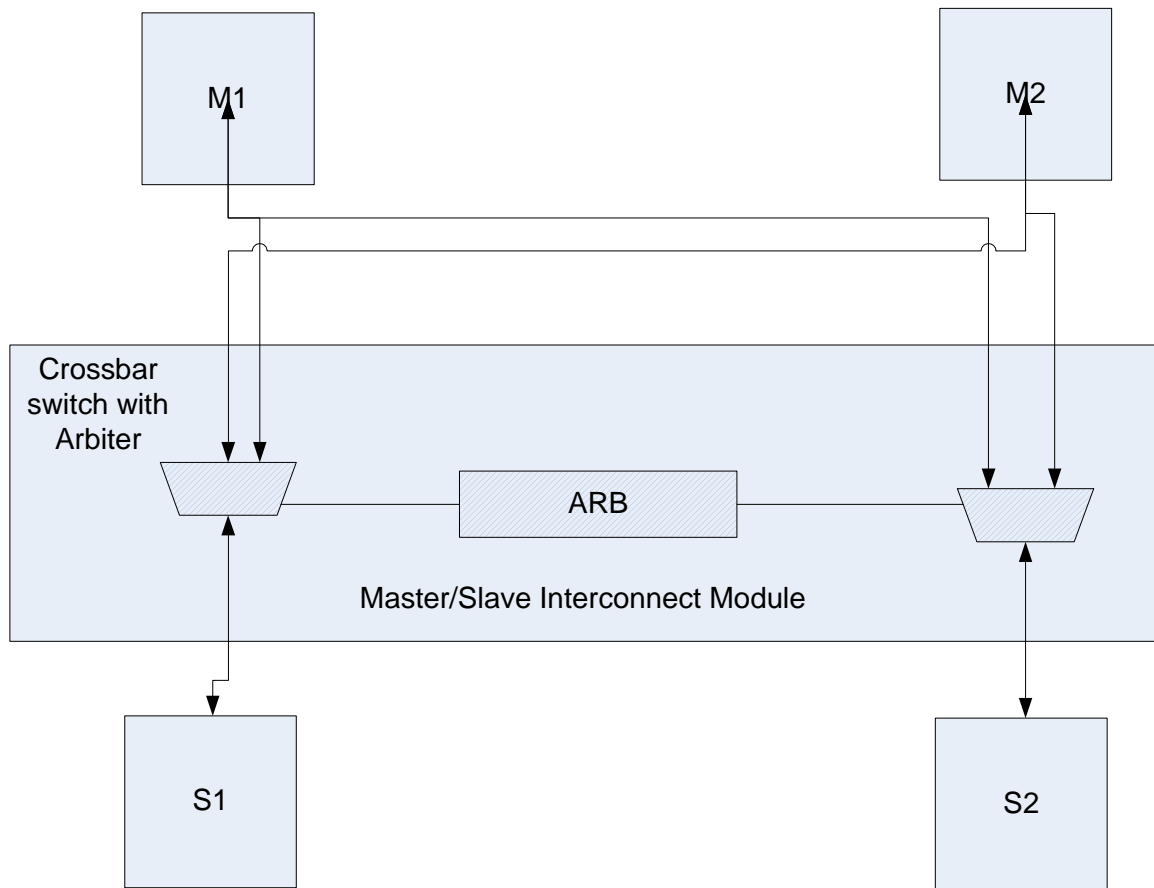 M1
M2
Crossbar
switch with
Arbiter
ARB
Master/Slave Interconnect Module
S1
S2